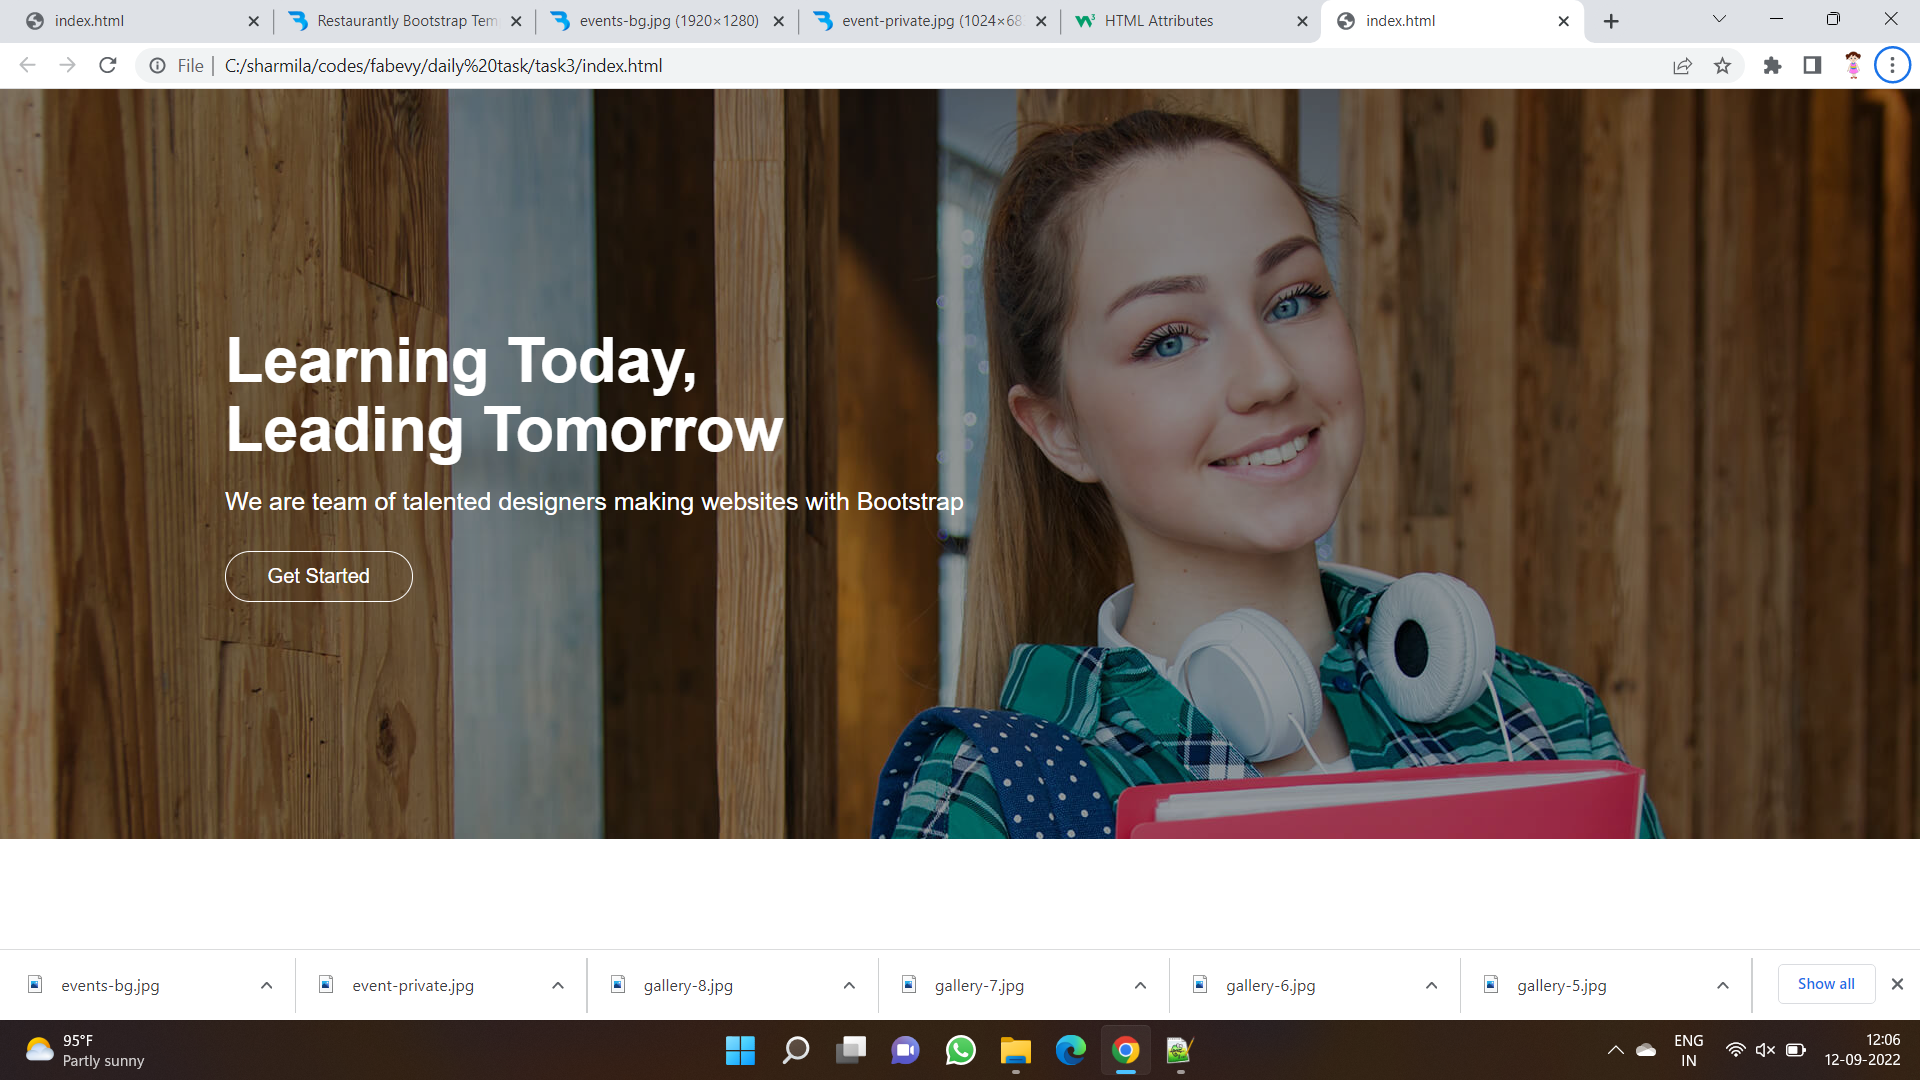 index.html
Restaurantly Bootstrap Tem
events-bg.jpg (1920×1280)
event-private.jpg (1024×68
HTML Attributes
index.html
File | C:/sharmila/codes/fabevy/daily%20task/task3/index.html
Learning Today,
Leading Tomorrow
We are team of talented designers making websites with Bootstrap
Get Started
events-bg.jpg
event-private.jpg
gallery-8.jpg
gallery-7.jpg
gallery-6.jpg
gallery-5.jpg
Show all
95°F
Partly sunny
ENG
IN
12:06
12-09-2022